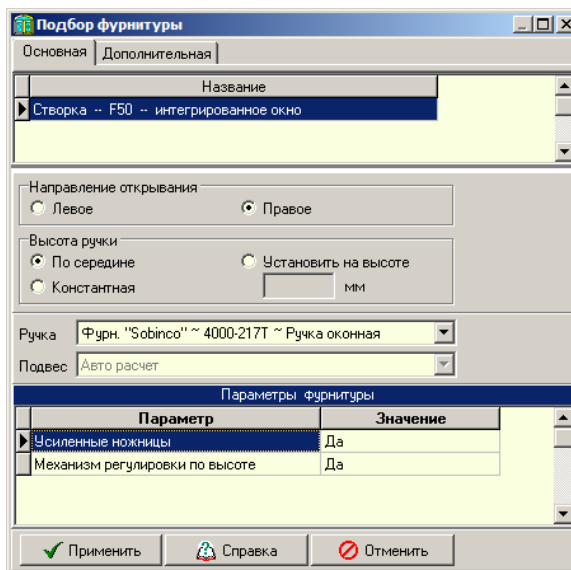 Подбор фурнитуры
Основная Дополнительная
Название
Створка -- F50 -- интегрированное окно
Направление открывания
Левое Правое
Высота ручки
По середине Установить на высоте
Константная мм
Ручка Фурн. "Sobinco" ~ 4000-217T ~ Ручка оконная
Подвес Авто расчет
Параметры фурнитуры
Параметр Значение
Усиленные ножницы Да
Механизм регулировки по высоте Да
Применить Справка Отменить